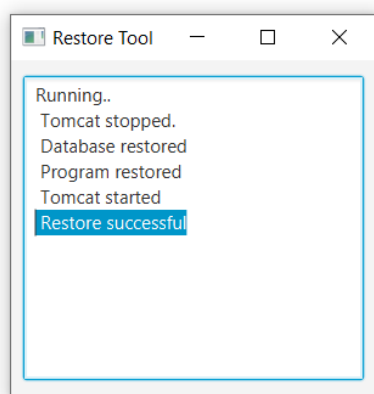 Restore Tool
Running..
Tomcat stopped.
Database restored
Program restored
Tomcat started
Restore successful